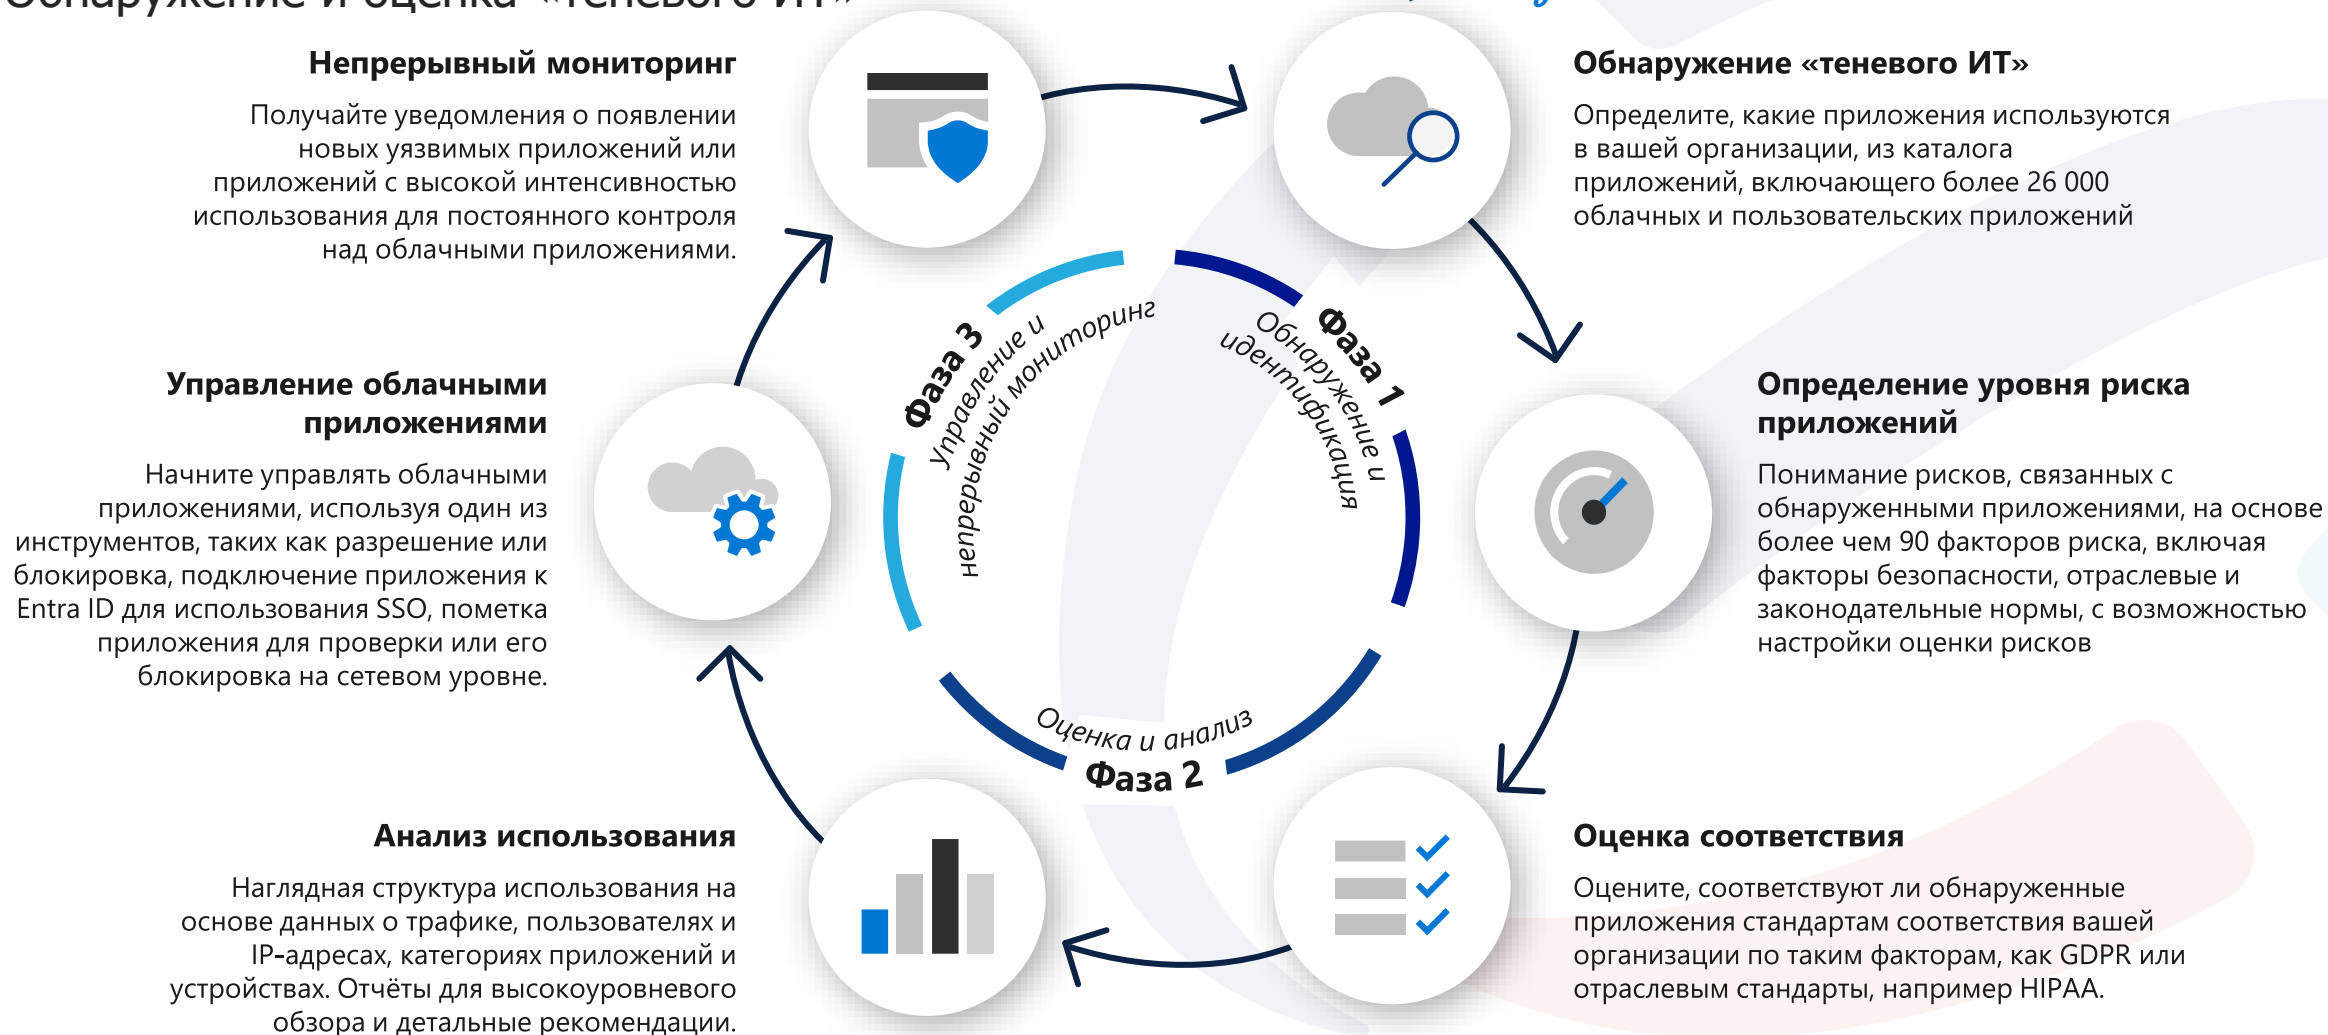 Обнаружение и оценка «теневого ИТ»
Непрерывный мониторинг
Получайте уведомления о появлении
новых уязвимых приложений или
приложений с высокой интенсивностью
использования для постоянного контроля
над облачными приложениями.
Обнаружение «теневого ИТ»
Определите, какие приложения используются
в вашей организации, из каталога
приложений, включающего более 26 000
облачных и пользовательских приложений
Фаза 3
Управление и
непрерывный мониторинг
Фаза 1
Обнаружение и
идентификация
Управление облачными
приложениями
Начните управлять облачными
приложениями, используя один из
инструментов, таких как разрешение или
блокировка, подключение приложения к
Entra ID для использования SSO, пометка
приложения для проверки или его
блокировка на сетевом уровне.
Определение уровня риска
приложений
Понимание рисков, связанных с
обнаруженными приложениями, на основе
более чем 90 факторов риска, включая
факторы безопасности, отраслевые и
законодательные нормы, с возможностью
настройки оценки рисков
Оценка и анализ
Фаза 2
Анализ использования
Наглядная структура использования на
основе данных о трафике, пользователях и
IP-адресах, категориях приложений и
устройствах. Отчёты для высокоуровневого
обзора и детальные рекомендации.
Оценка соответствия
Оцените, соответствуют ли обнаруженные
приложения стандартам соответствия вашей
организации по таким факторам, как GDPR или
отраслевым стандарты, например HIPAA.